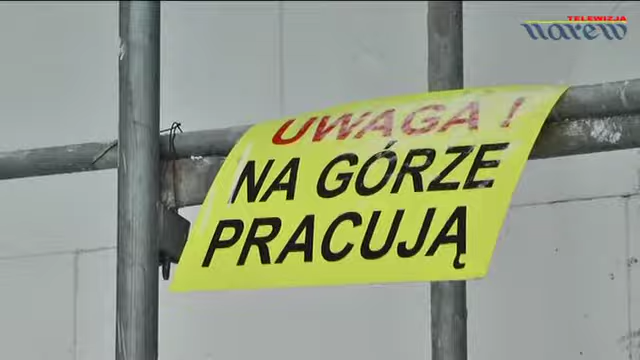 TELEWIZJA
narew
UWAGA !
NA GÓRZE
PRACUJĄ